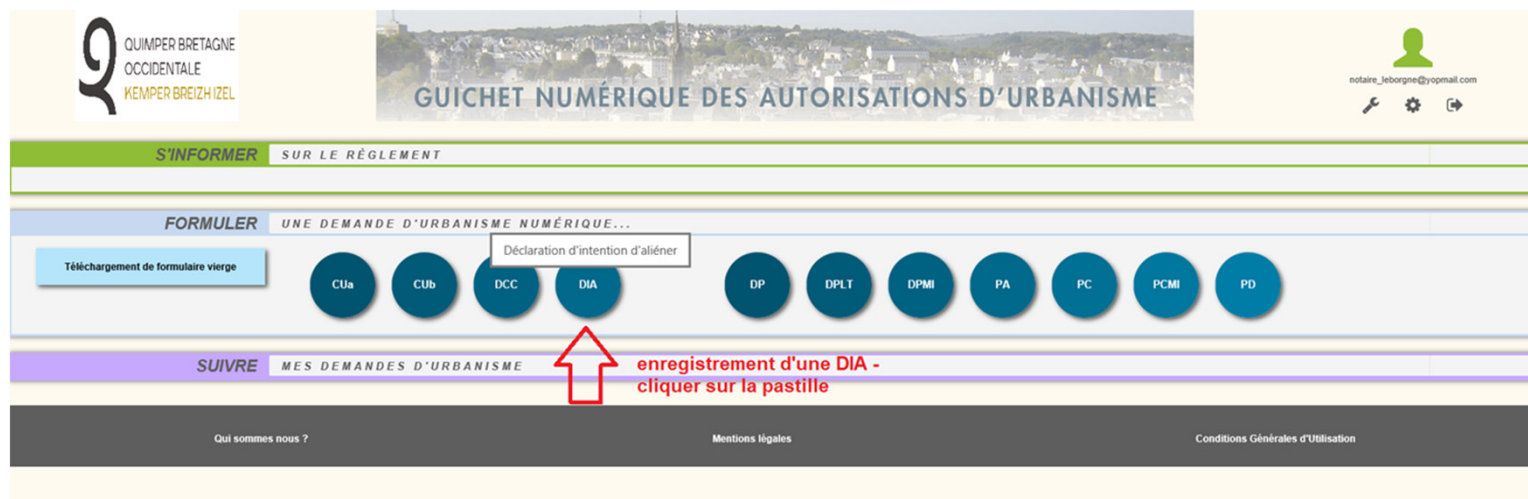 QUIMPER BRETAGNE
OCCIDENTALE
KEMPER BREIZH IZEL
GUICHET NUMÉRIQUE DES AUTORISATIONS D'URBANISME
notaire_leborgne@yopmail.com
S'INFORMER SUR LE RÈGLEMENT
FORMULER UNE DEMANDE D'URBANISME NUMÉRIQUE...
Déclaration d'intention d'aliéner
Téléchargement de formulaire vierge
CUa CUb DCC DIA DP DPLT DPMI PA PC PCMI PD
SUIVRE MES DEMANDES D'URBANISME
enregistrement d'une DIA -
cliquer sur la pastille
Qui sommes nous ? Mentions légales Conditions Générales d'Utilisation